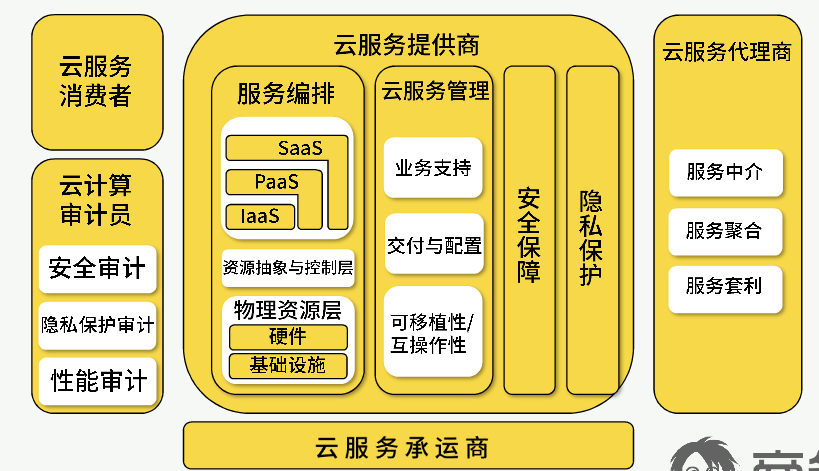 云服务
消费者
云计算
审计员
安全审计
隐私保护审计
性能审计
云服务提供商
服务编排
SaaS
PaaS
IaaS
资源抽象与控制层
物理资源层
硬件
基础设施
云服务管理
业务支持
交付与配置
可移植性/
互操作性
安全保障
隐私保护
云服务代理商
服务中介
服务聚合
服务套利
云服务承运商